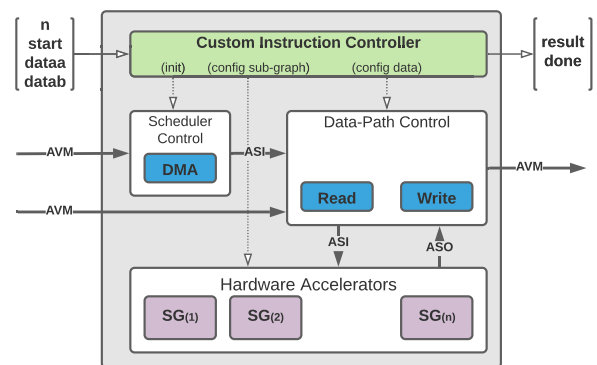 n
start
dataa
datab
Custom Instruction Controller
(init) (config sub-graph) (config data)
result
done
Scheduler
Control
DMA
AVM
ASI
Data-Path Control
Read Write
AVM
AVM
ASI
ASO
Hardware Accelerators
SG(1) SG(2) SG(n)